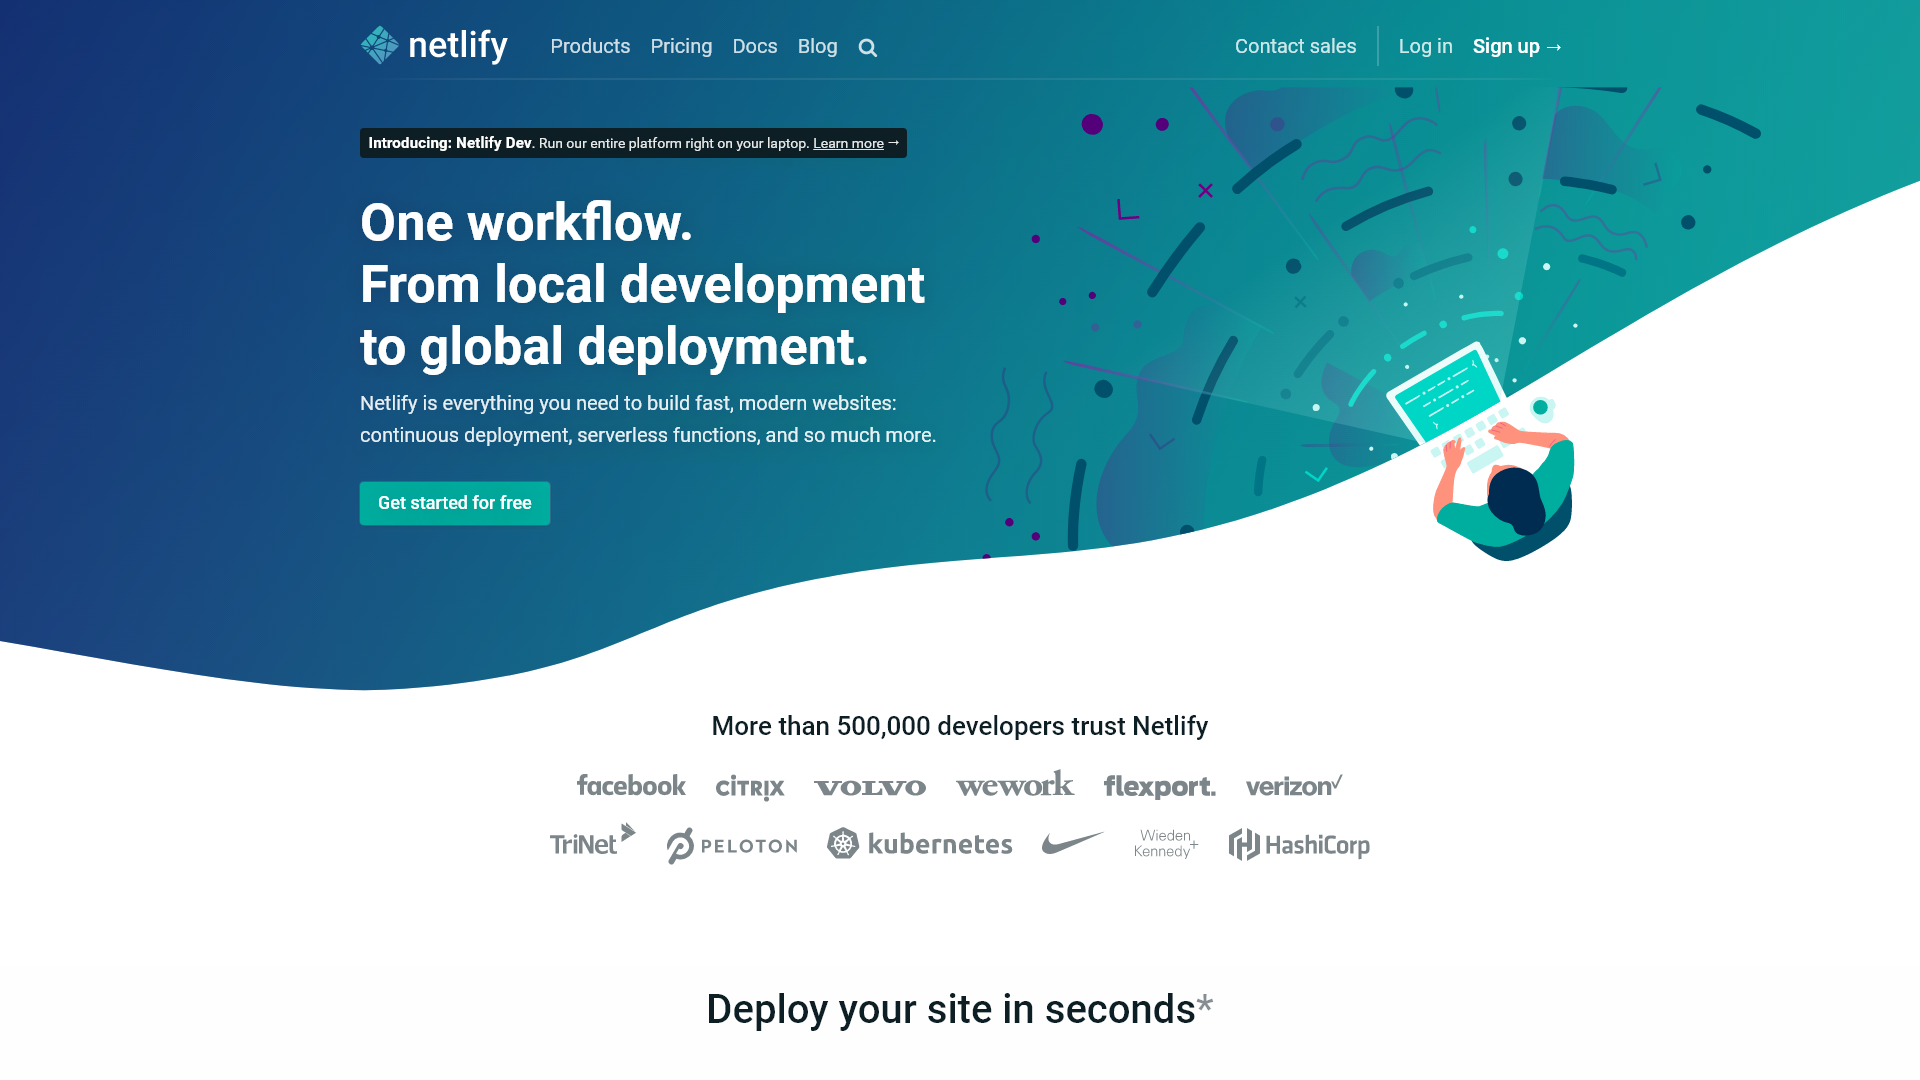 netlify Products Pricing Docs Blog Contact sales Log in Sign up →
Introducing: Netlify Dev. Run our entire platform right on your laptop. Learn more →
One workflow.
From local development
to global deployment.
Netlify is everything you need to build fast, modern websites:
continuous deployment, serverless functions, and so much more.
Get started for free
More than 500,000 developers trust Netlify
facebook CiTRIX VOLVO wework flexport. verizon✓
TriNet PELOTON kubernetes Wieden+ HashiCorp
Kennedy
Deploy your site in seconds*